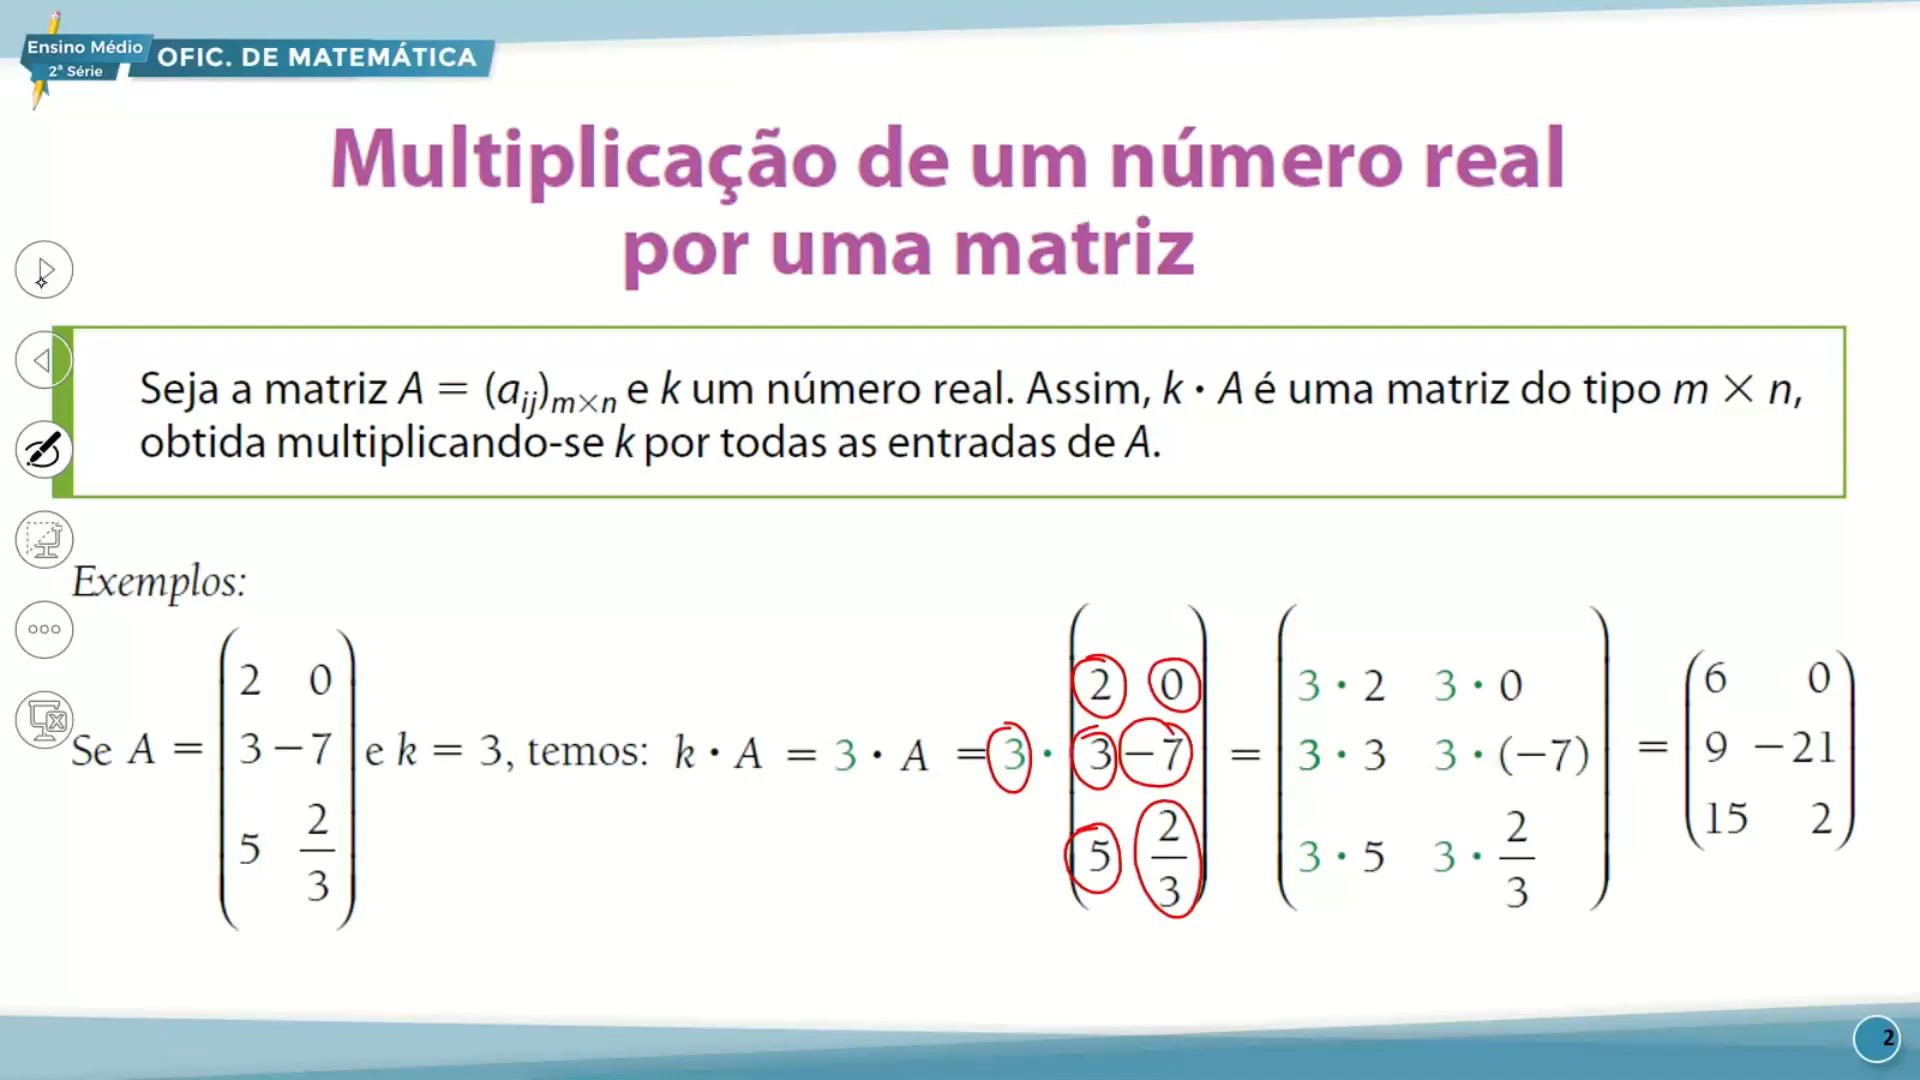 Ensino Médio
2ª Série
OFIC. DE MATEMÁTICA
Multiplicação de um número real
por uma matriz
Seja a matriz A = (aij)m×n e k um número real. Assim, k · A é uma matriz do tipo m × n,
obtida multiplicando-se k por todas as entradas de A.
Exemplos:
2 0 2 0 3 · 2 3 · 0 6 0
Se A = 3 −7 e k = 3, temos: k · A = 3 · A = 3 · 3 −7 = 3 · 3 3 · (−7) = 9 −21
5 2/3 5 2/3 3 · 5 3 · 2/3 15 2
2